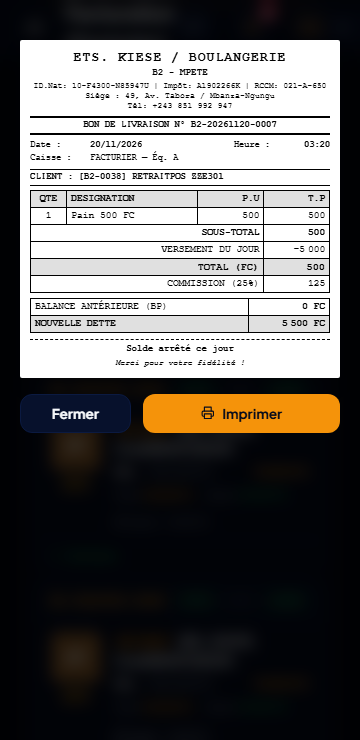 ETS. KIESE / BOULANGERIE
B2 - MPETE
ID.Nat: 10-F4300-N85947U | Impôt: A1902266K | RCCM: 021-A-650
Siège : 49, Av. Tabora / Mbanza-Ngungu
Tél: +243 851 992 947
BON DE LIVRAISON N° B2-20261120-0007
Date : 20/11/2026 Heure : 03:20
Caisse : FACTURIER — Éq. A
CLIENT : [B2-0038] RETRAITPOS ZZE301
QTE DESIGNATION P.U T.P
1 Pain 500 FC 500 500
SOUS-TOTAL 500
VERSEMENT DU JOUR -5 000
TOTAL (FC) 500
COMMISSION (25%) 125
BALANCE ANTÉRIEURE (BP) 0 FC
NOUVELLE DETTE 5 500 FC
Solde arrêté ce jour
Merci pour votre fidélité !
Fermer
Imprimer